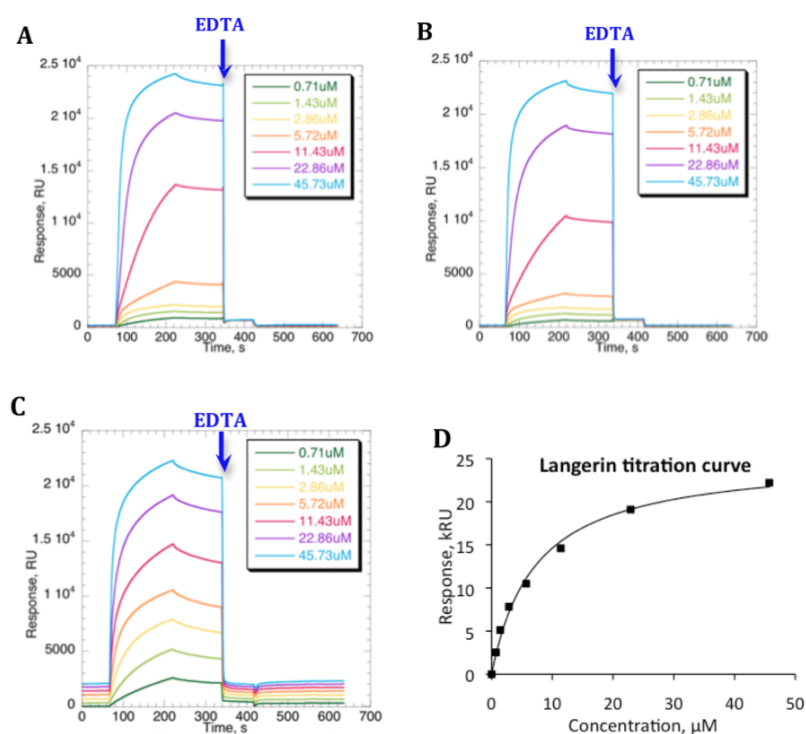 A
EDTA
2.5 10⁴
2 10⁴
1.5 10⁴
1 10⁴
5000
0
Response, RU
0.71uM
1.43uM
2.86uM
5.72uM
11.43uM
22.86uM
45.73uM
0 100 200 300 400 500 600 700
Time, s
B
EDTA
2.5 10⁴
2 10⁴
1.5 10⁴
1 10⁴
5000
0
Response, RU
0.71uM
1.43uM
2.86uM
5.72uM
11.43uM
22.86uM
45.73uM
0 100 200 300 400 500 600 700
Time, s
C
EDTA
2.5 10⁴
2 10⁴
1.5 10⁴
1 10⁴
5000
0
Response, RU
0.71uM
1.43uM
2.86uM
5.72uM
11.43uM
22.86uM
45.73uM
0 100 200 300 400 500 600 700
Time, s
D
Langerin titration curve
25
20
15
10
5
0
Response, kRU
0 10 20 30 40 50
Concentration, µM